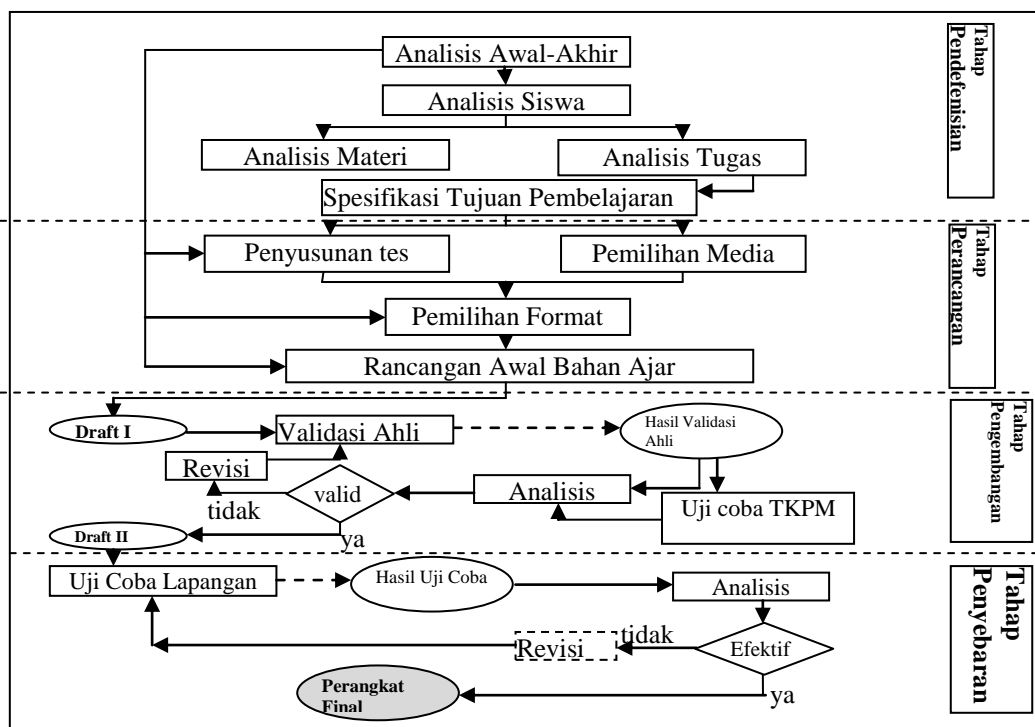 Analisis Awal-Akhir
Analisis Siswa
Analisis Materi
Analisis Tugas
Spesifikasi Tujuan Pembelajaran
Tahap
Pendefenisian
Penyusunan tes
Pemilihan Media
Pemilihan Format
Rancangan Awal Bahan Ajar
Tahap
Perancangan
Draft I
Validasi Ahli
Hasil Validasi
Ahli
Revisi
valid
Analisis
Uji coba TKPM
tidak
ya
Draft II
Tahap
Pengembangan
Uji Coba Lapangan
Hasil Uji Coba
Analisis
Efektif
tidak
Revisi
ya
Perangkat
Final
Tahap
Penyebaran